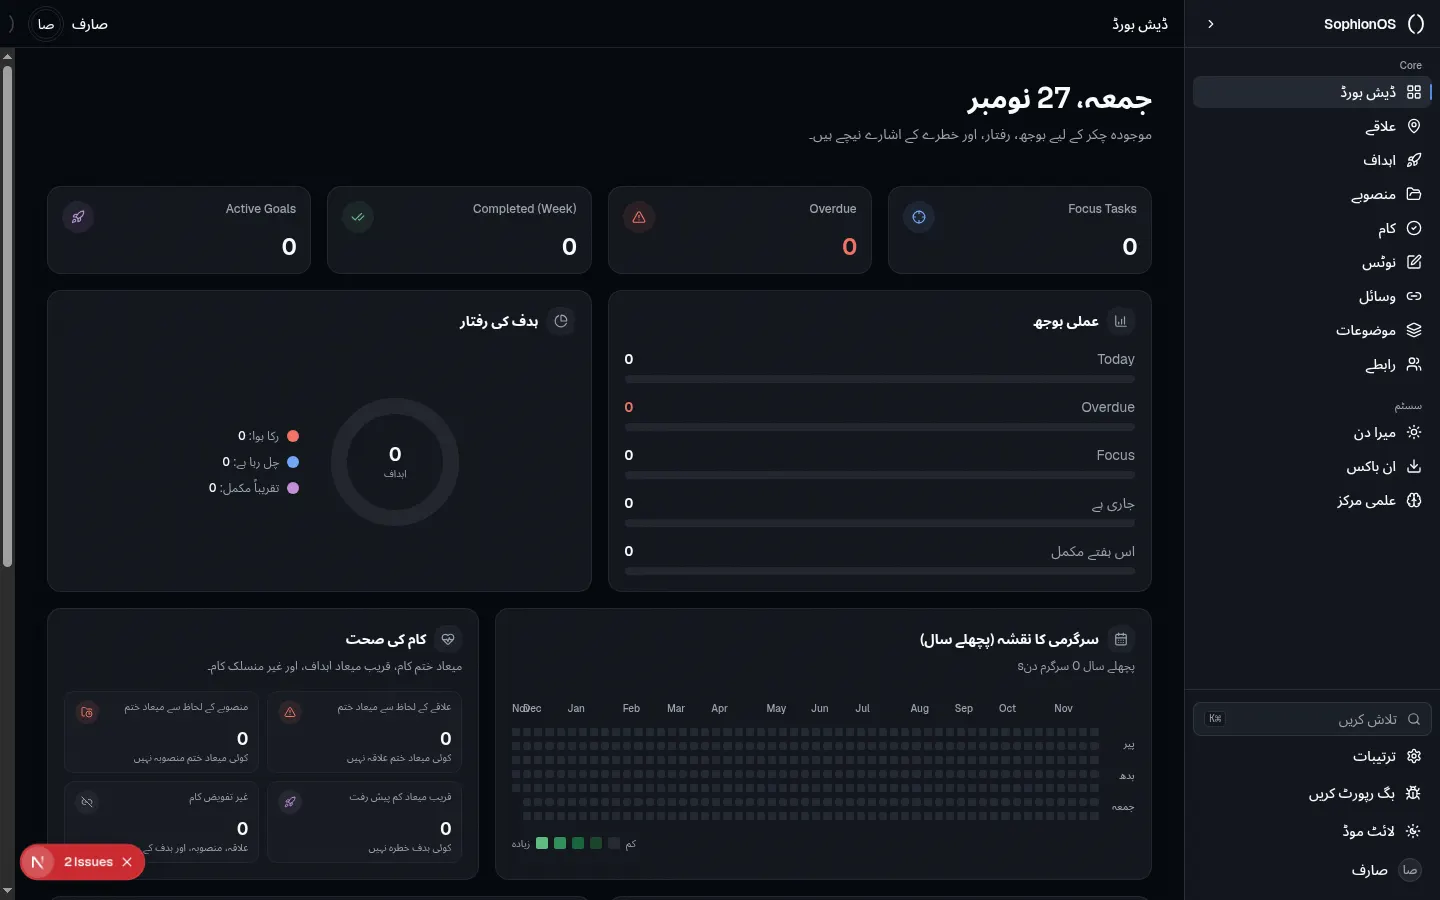 SophionOS
Core
ڈیش بورڈ
علاقے
اہداف
منصوبے
کام
نوٹس
وسائل
موضوعات
رابطے
سسٹم
میرا دن
ان باکس
علمی مرکز
تلاش کریں
⌘K
ترتیبات
بگ رپورٹ کریں
لائٹ موڈ
صارف
صا
ڈیش بورڈ
صارف
صا
جمعہ، 27 نومبر
موجودہ چکر کے لیے بوجھ، رفتار، اور خطرے کے اشارے نیچے ہیں۔
Focus Tasks
0
Overdue
0
Completed (Week)
0
Active Goals
0
عملی بوجھ
Today
0
Overdue
0
Focus
0
جاری ہے
0
اس ہفتے مکمل
0
ہدف کی رفتار
0
اہداف
رکا ہوا: 0
چل رہا ہے: 0
تقریباً مکمل: 0
سرگرمی کا نقشہ (پچھلے سال)
پچھلے سال 0 سرگرم دنs
Nov Dec Jan Feb Mar Apr May Jun Jul Aug Sep Oct Nov
پیر
بدھ
جمعہ
کم
زیادہ
کام کی صحت
میعاد ختم کام، قریب میعاد اہداف، اور غیر منسلک کام۔
علاقے کے لحاظ سے میعاد ختم
0
کوئی میعاد ختم علاقہ نہیں
منصوبے کے لحاظ سے میعاد ختم
0
کوئی میعاد ختم منصوبہ نہیں
قریب میعاد کم پیش رفت
0
کوئی ہدف خطرہ نہیں
غیر تفویض کام
0
علاقہ، منصوبہ، اور ہدف کے
N
2 Issues